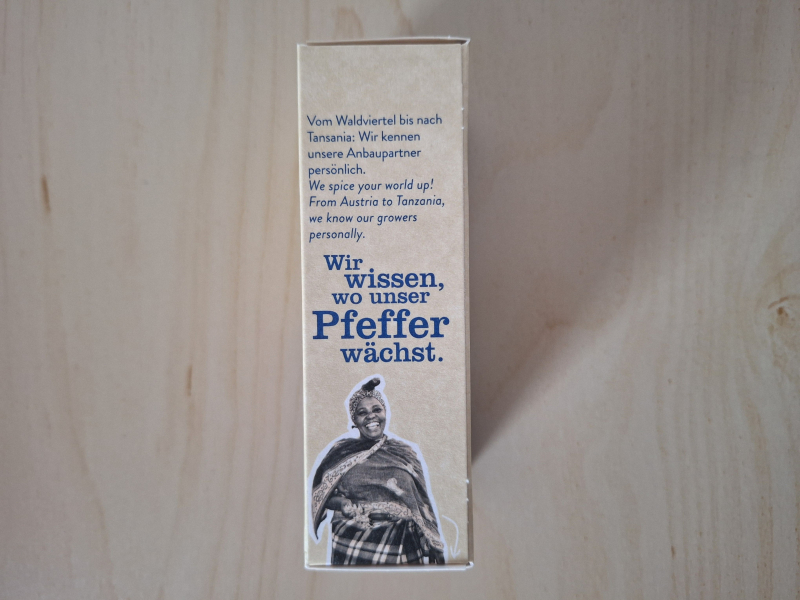 Vom Waldviertel bis nach
Tansania: Wir kennen
unsere Anbaupartner
persönlich.
We spice your world up!
From Austria to Tanzania,
we know our growers
personally.
Wir
wissen,
wo unser
Pfeffer
wächst.